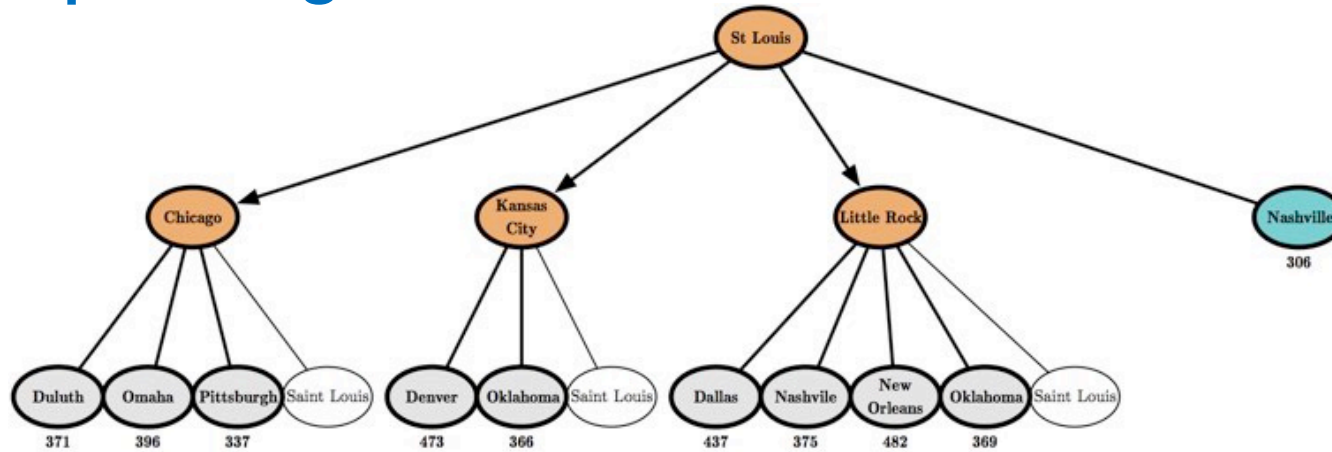 St Louis
Chicago
Kansas
City
Little Rock
Nashville
306
Duluth
Omaha
Pittsburgh
Saint Louis
Denver
Oklahoma
Saint Louis
Dallas
Nashvile
New
Orleans
Oklahoma
Saint Louis
371
396
337
473
366
437
375
482
369